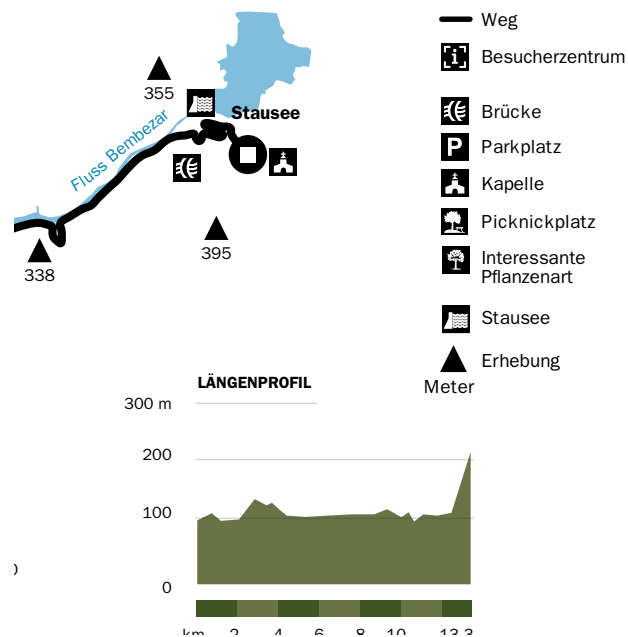 Weg
Besucherzentrum
355
Stausee
Fluss Bembezar
Brücke
P
Parkplatz
Kapelle
Picknickplatz
395
338
Interessante
Pflanzenart
Stausee
Erhebung
LÄNGENPROFIL
Meter
300 m
200
100
0
km 2 4 6 8 10 13,3